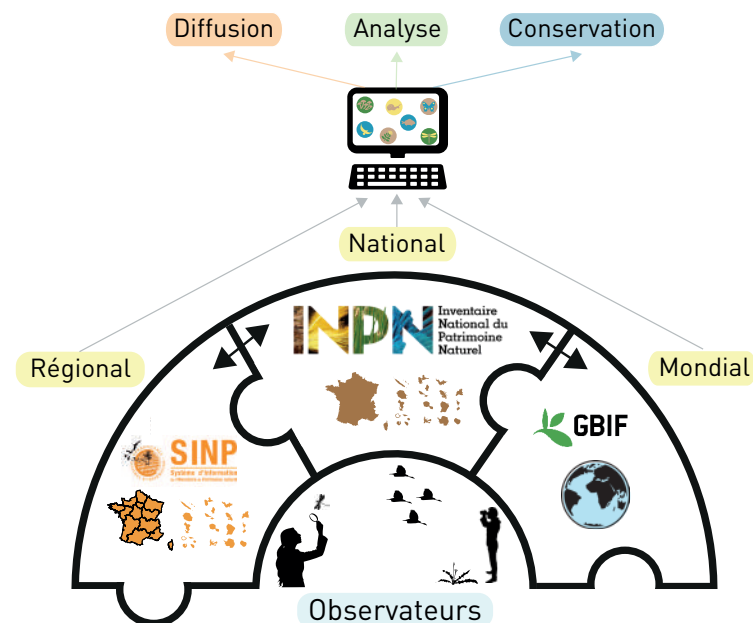 Diffusion
Analyse
Conservation
National
Régional
Mondial
INPN
Inventaire
National du
Patrimoine
Naturel
SINP
Système d'Information
GBIF
Observateurs